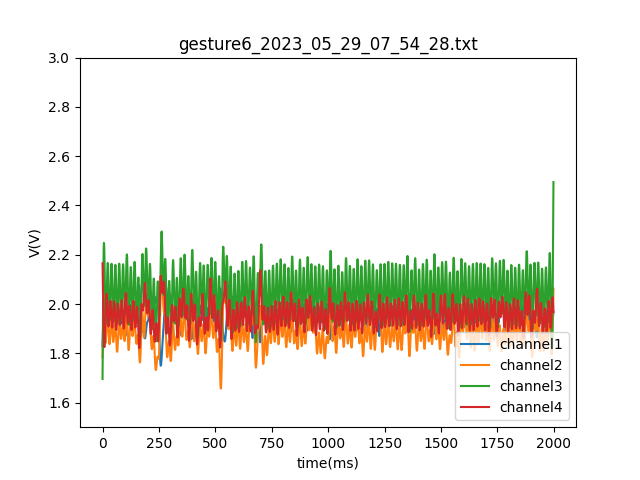 gesture6_2023_05_29_07_54_28.txt
3.0
2.8
2.6
2.4
2.2
2.0
1.8
1.6
V(V)
0 250 500 750 1000 1250 1500 1750 2000
time(ms)
channel1
channel2
channel3
channel4